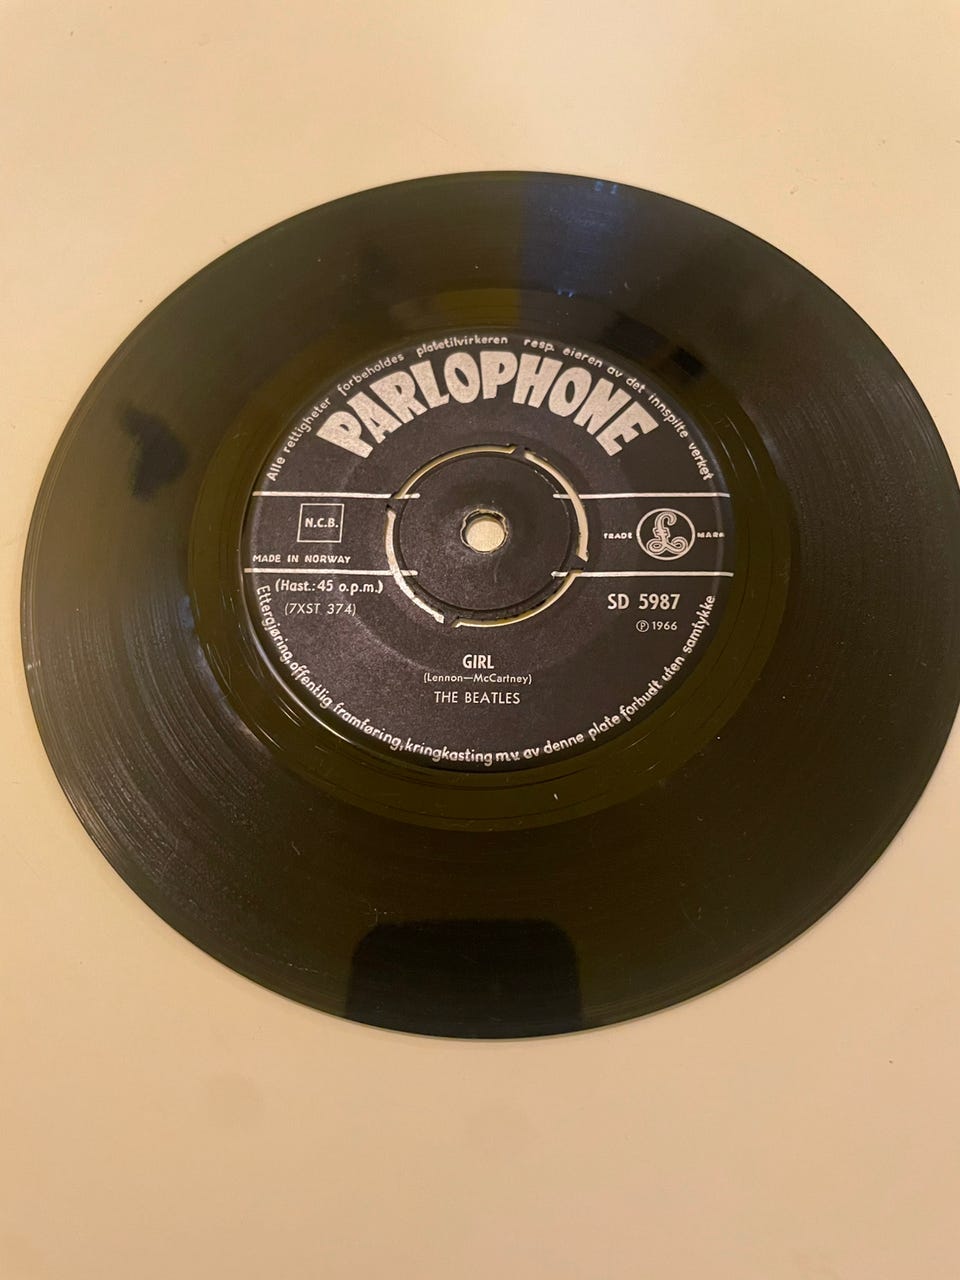 Alle rettigheter forbeholdes platetilvirkeren resp. eieren av det innspilte verket
PARLOPHONE
N.C.B.
TRADE £ MARK
MADE IN NORWAY
(Hast.: 45 o.p.m.)
(7XST 374)
SD 5987
Ⓟ 1966
GIRL
(Lennon—McCartney)
THE BEATLES
Ettergjøring, offentlig framføring, kringkasting m.v. av denne plate forbudt uten samtykke